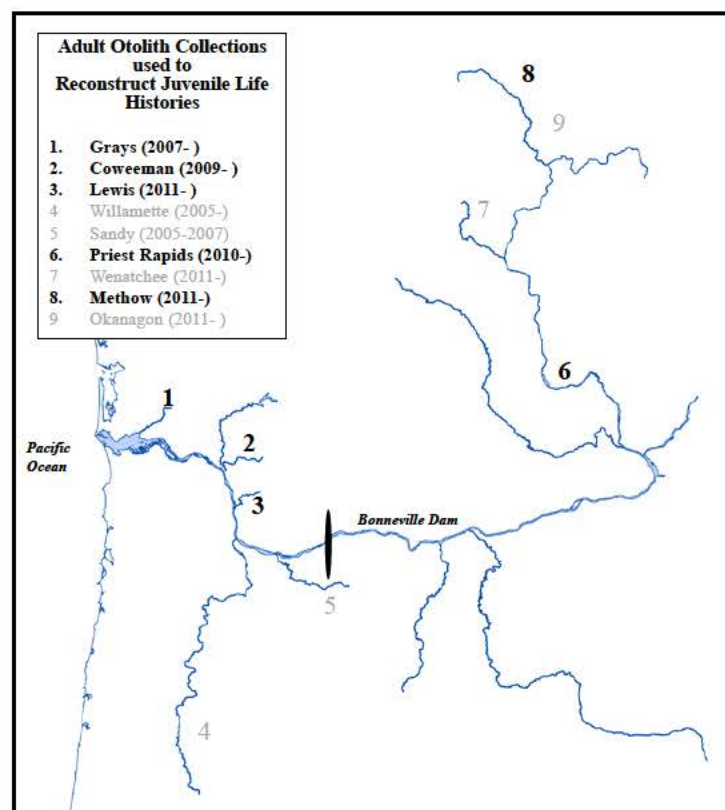 Adult Otolith Collections
used to
Reconstruct Juvenile Life
Histories
1. Grays (2007- )
2. Coweeman (2009- )
3. Lewis (2011- )
4 Willamette (2005-)
5 Sandy (2005-2007)
6. Priest Rapids (2010-)
7 Wenatchee (2011-)
8. Methow (2011-)
9 Okanagon (2011- )
8
9
7
6
1
2
Pacific
Ocean
3
Bonneville Dam
5
4